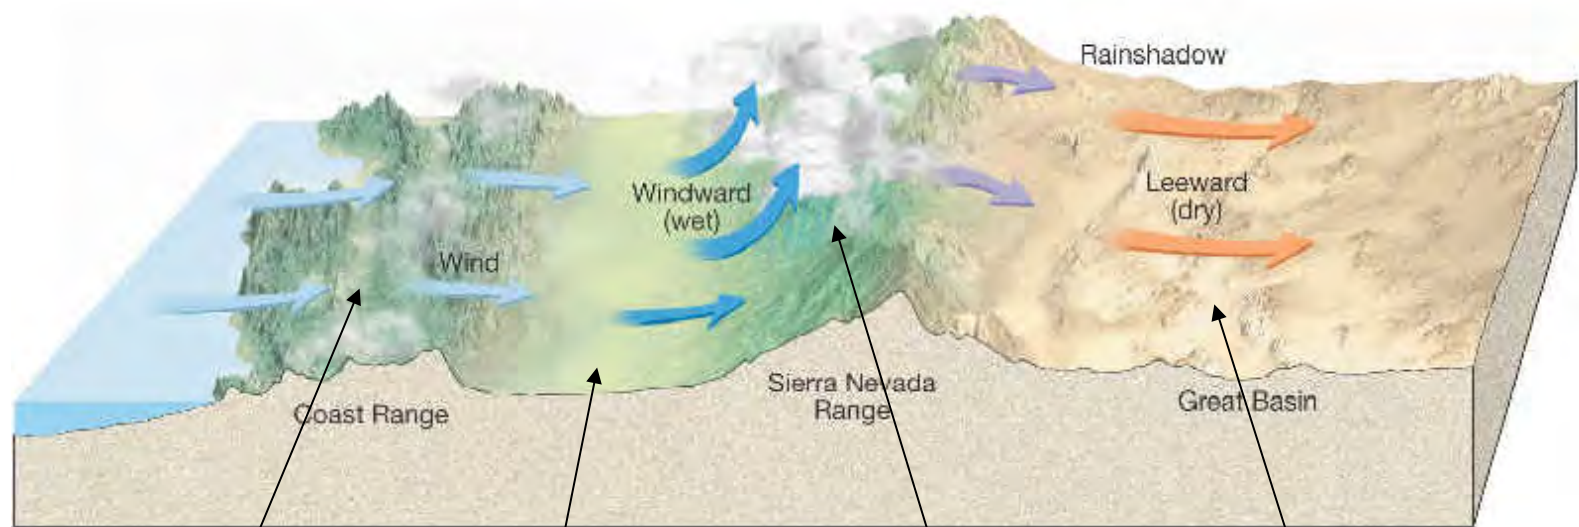 Rainshadow
Windward
(wet)
Leeward
(dry)
Wind
Sierra Nevada
Range
Great Basin
Coast Range